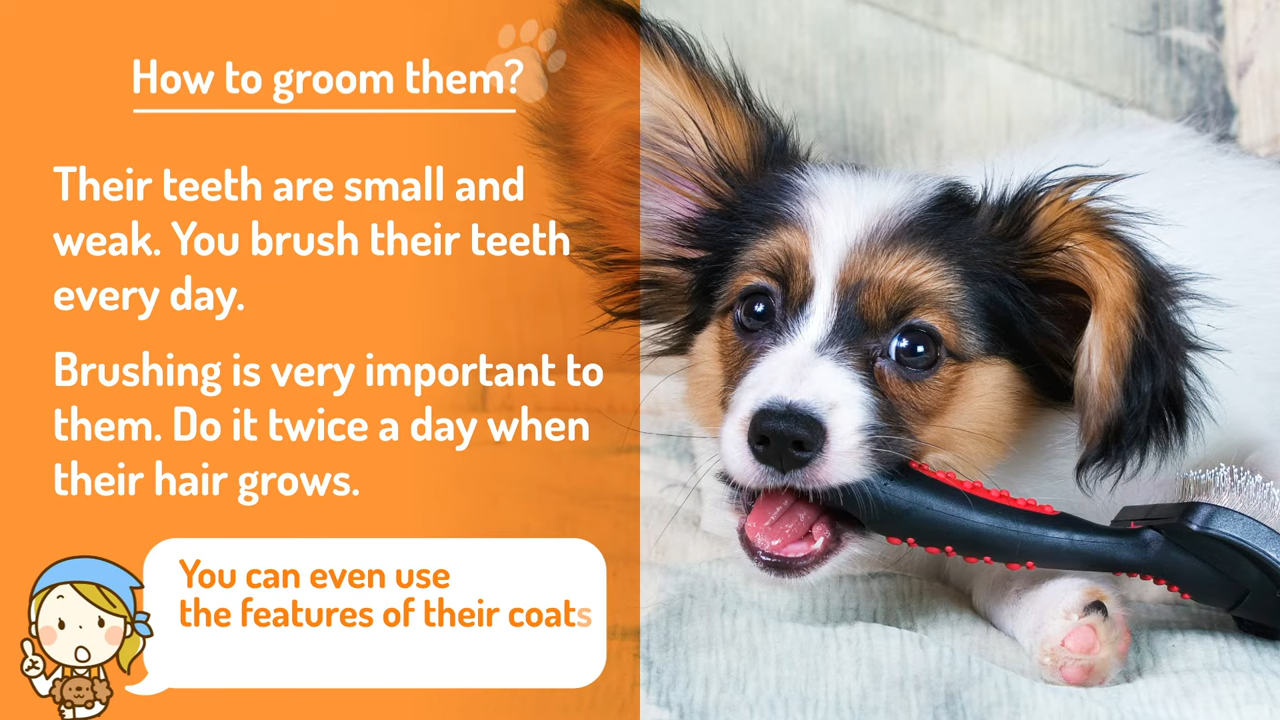 How to groom them?
Their teeth are small and
weak. You brush their teeth
every day.
Brushing is very important to
them. Do it twice a day when
their hair grows.
You can even use
the features of their coats